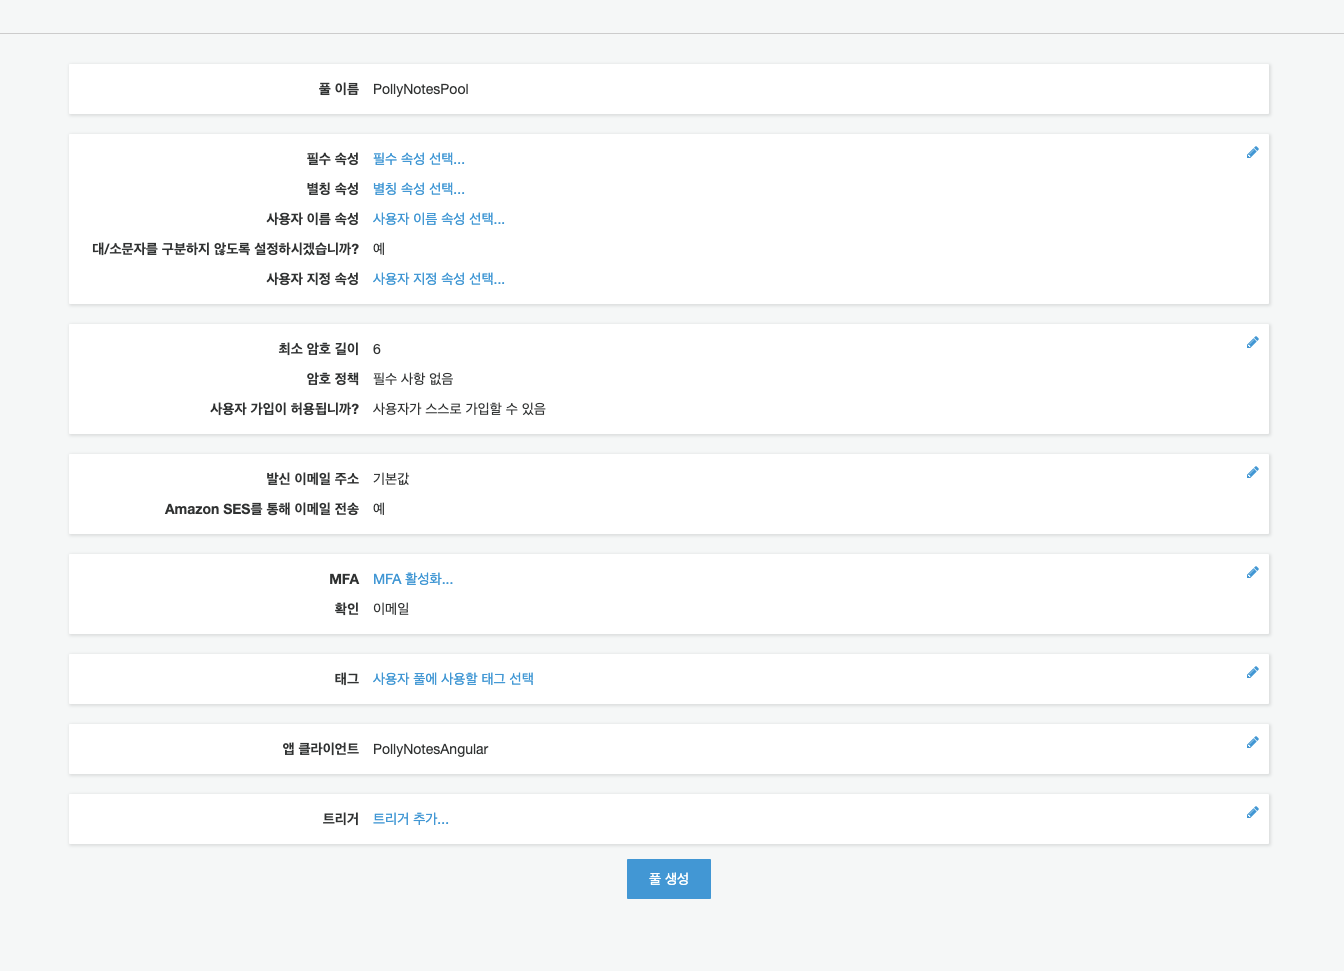 풀 이름 PollyNotesPool
필수 속성 필수 속성 선택...
별칭 속성 별칭 속성 선택...
사용자 이름 속성 사용자 이름 속성 선택...
대/소문자를 구분하지 않도록 설정하시겠습니까? 예
사용자 지정 속성 사용자 지정 속성 선택...
최소 암호 길이 6
암호 정책 필수 사항 없음
사용자 가입이 허용됩니까? 사용자가 스스로 가입할 수 있음
발신 이메일 주소 기본값
Amazon SES를 통해 이메일 전송 예
MFA MFA 활성화...
확인 이메일
태그 사용자 풀에 사용할 태그 선택
앱 클라이언트 PollyNotesAngular
트리거 트리거 추가...
풀 생성